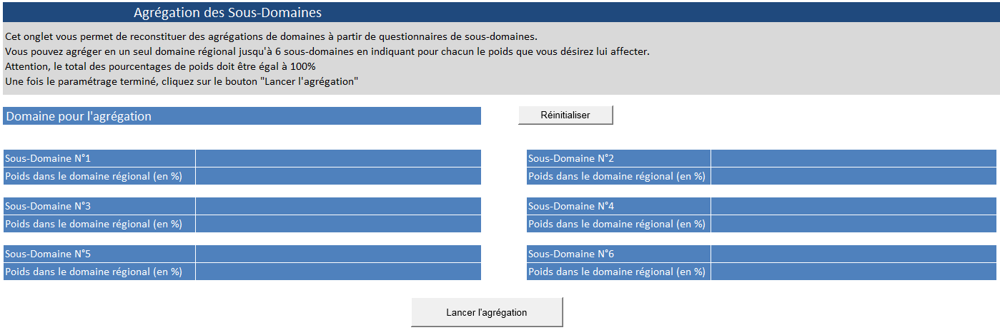 Agrégation des Sous-Domaines
Cet onglet vous permet de reconstituer des agrégations de domaines à partir de questionnaires de sous-domaines.
Vous pouvez agréger en un seul domaine régional jusqu'à 6 sous-domaines en indiquant pour chacun le poids que vous désirez lui affecter.
Attention, le total des pourcentages de poids doit être égal à 100%
Une fois le paramétrage terminé, cliquez sur le bouton "Lancer l'agrégation"
Domaine pour l'agrégation
Réinitialiser
Sous-Domaine N°1
Poids dans le domaine régional (en %)
Sous-Domaine N°2
Poids dans le domaine régional (en %)
Sous-Domaine N°3
Poids dans le domaine régional (en %)
Sous-Domaine N°4
Poids dans le domaine régional (en %)
Sous-Domaine N°5
Poids dans le domaine régional (en %)
Sous-Domaine N°6
Poids dans le domaine régional (en %)
Lancer l'agrégation